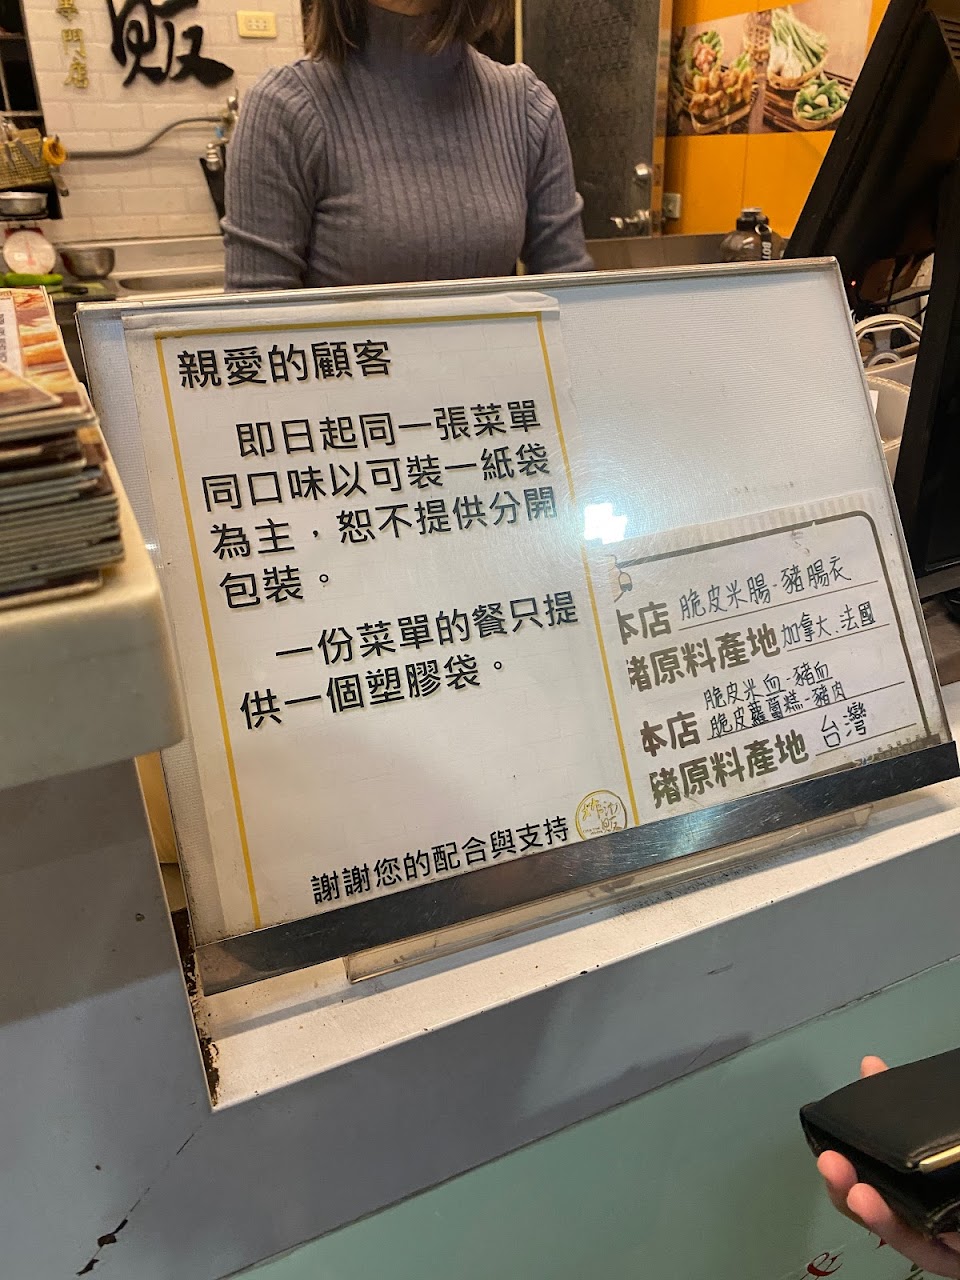 專門店
飯
親愛的顧客
即日起同一張菜單
同口味以可裝一紙袋
為主，恕不提供分開
包裝。
一份菜單的餐只提
供一個塑膠袋。
謝謝您的配合與支持
本店 脆皮米腸-豬腸衣
豬原料產地 加拿大、法國
脆皮米血-豬血
本店 脆皮蘿蔔糕-豬肉
豬原料產地 台灣